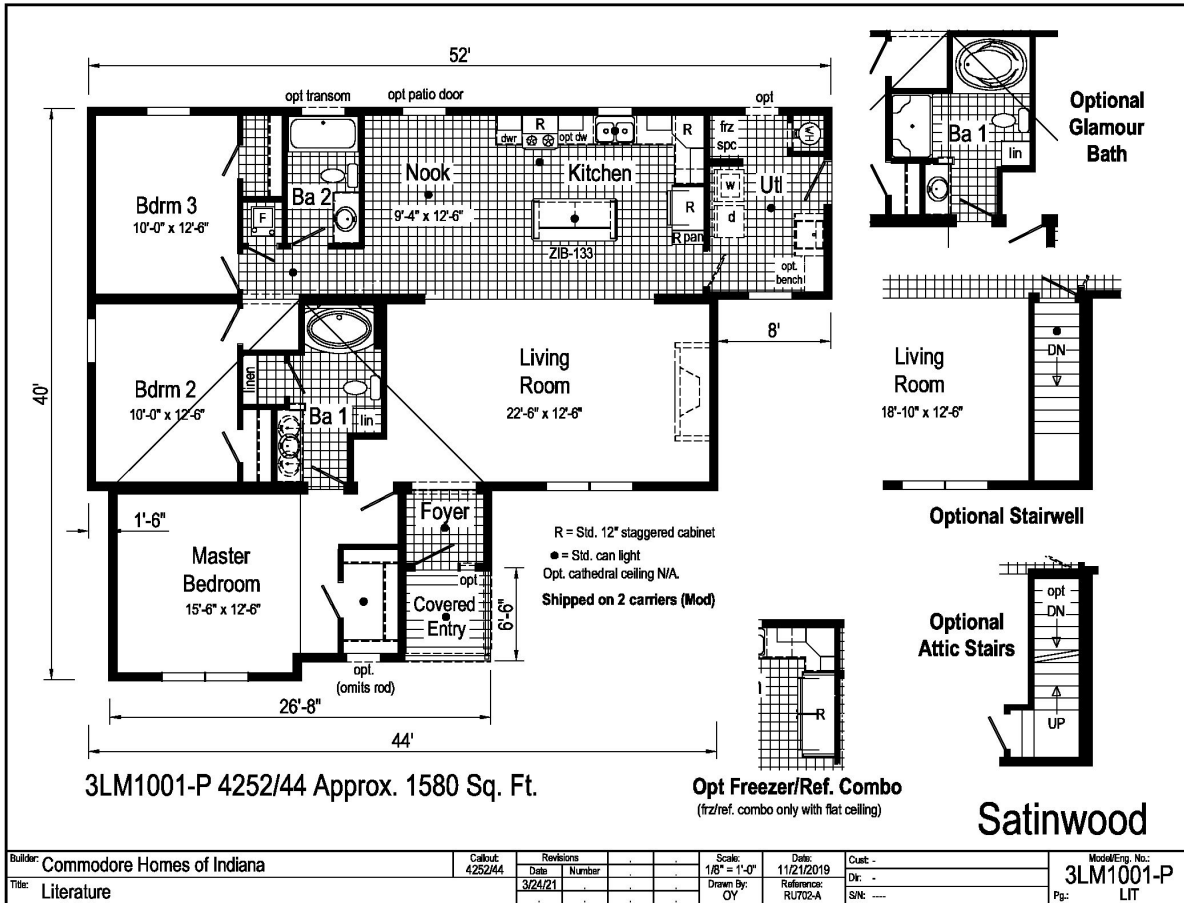 52'
opt transom
opt patio door
opt
Optional
Glamour
Bath
Ba 1
lin
dwr
R
opt dw
R
frz
spc
WH
Bdrm 3
10'-0" x 12'-6"
F
Ba 2
Nook
9'-4" x 12'-6"
Kitchen
ZIB-133
R
R pan
w
d
Utl
opt.
bench
40'
8'
Bdrm 2
10'-0" x 12'-6"
linen
Ba 1
lin
Living
Room
22'-6" x 12'-6"
Living
Room
18'-10" x 12'-6"
DN
Optional Stairwell
1'-6"
Master
Bedroom
15'-6" x 12'-6"
Foyer
opt
Covered
Entry
6'-6"
opt.
(omits rod)
R = Std. 12" staggered cabinet
● = Std. can light
Opt. cathedral ceiling N/A.
Shipped on 2 carriers (Mod)
Optional
Attic Stairs
opt
DN
UP
26'-8"
44'
R
Opt Freezer/Ref. Combo
(frz/ref. combo only with flat ceiling)
3LM1001-P 4252/44 Approx. 1580 Sq. Ft.
Satinwood
Builder: Commodore Homes of Indiana
Title: Literature
Callout:
4252/44
Revisions
Date Number
3/24/21
Scale:
1/8" = 1'-0"
Drawn By:
OY
Date:
11/21/2019
Reference:
RU702-A
Cust: -
Dir: -
S/N: ----
Model/Eng. No.:
3LM1001-P
Pg.: LIT